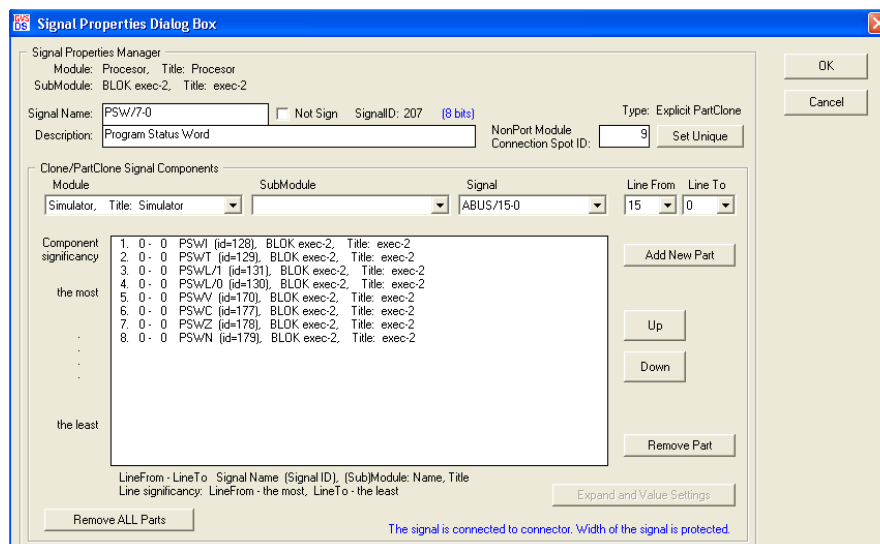 Signal Properties Dialog Box
Signal Properties Manager
Module: Procesor, Title: Procesor
SubModule: BLOK exec-2, Title: exec-2
Signal Name: PSW/7-0 Not Sign SignalID: 207 (8 bits) Type: Explicit PartClone
Description: Program Status Word NonPort Module Connection Spot ID: 9 Set Unique
OK
Cancel
Clone/PartClone Signal Components
Module SubModule Signal Line From Line To
Simulator, Title: Simulator ABUS/15-0 15 0
Component significancy
the most
.
.
.
.
the least
1. 0 - 0 PSWI (id=128), BLOK exec-2, Title: exec-2
2. 0 - 0 PSWT (id=129), BLOK exec-2, Title: exec-2
3. 0 - 0 PSWL/1 (id=131), BLOK exec-2, Title: exec-2
4. 0 - 0 PSWL/0 (id=130), BLOK exec-2, Title: exec-2
5. 0 - 0 PSWV (id=170), BLOK exec-2, Title: exec-2
6. 0 - 0 PSWC (id=177), BLOK exec-2, Title: exec-2
7. 0 - 0 PSWZ (id=178), BLOK exec-2, Title: exec-2
8. 0 - 0 PSWN (id=179), BLOK exec-2, Title: exec-2
Add New Part
Up
Down
Remove Part
LineFrom - LineTo Signal Name (Signal ID), (Sub)Module: Name, Title
Line significancy: LineFrom - the most, LineTo - the least
Expand and Value Settings
Remove ALL Parts
The signal is connected to connector. Width of the signal is protected.